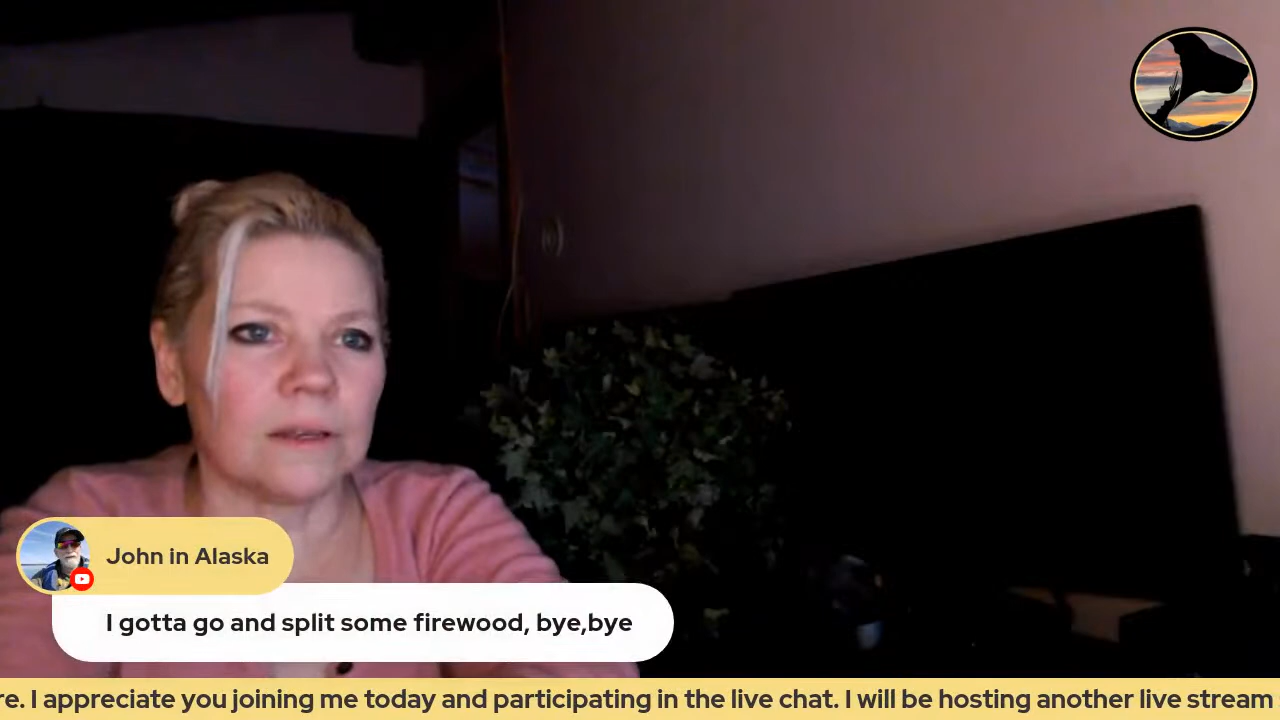 John in Alaska
I gotta go and split some firewood, bye,bye
re. I appreciate you joining me today and participating in the live chat. I will be hosting another live stream